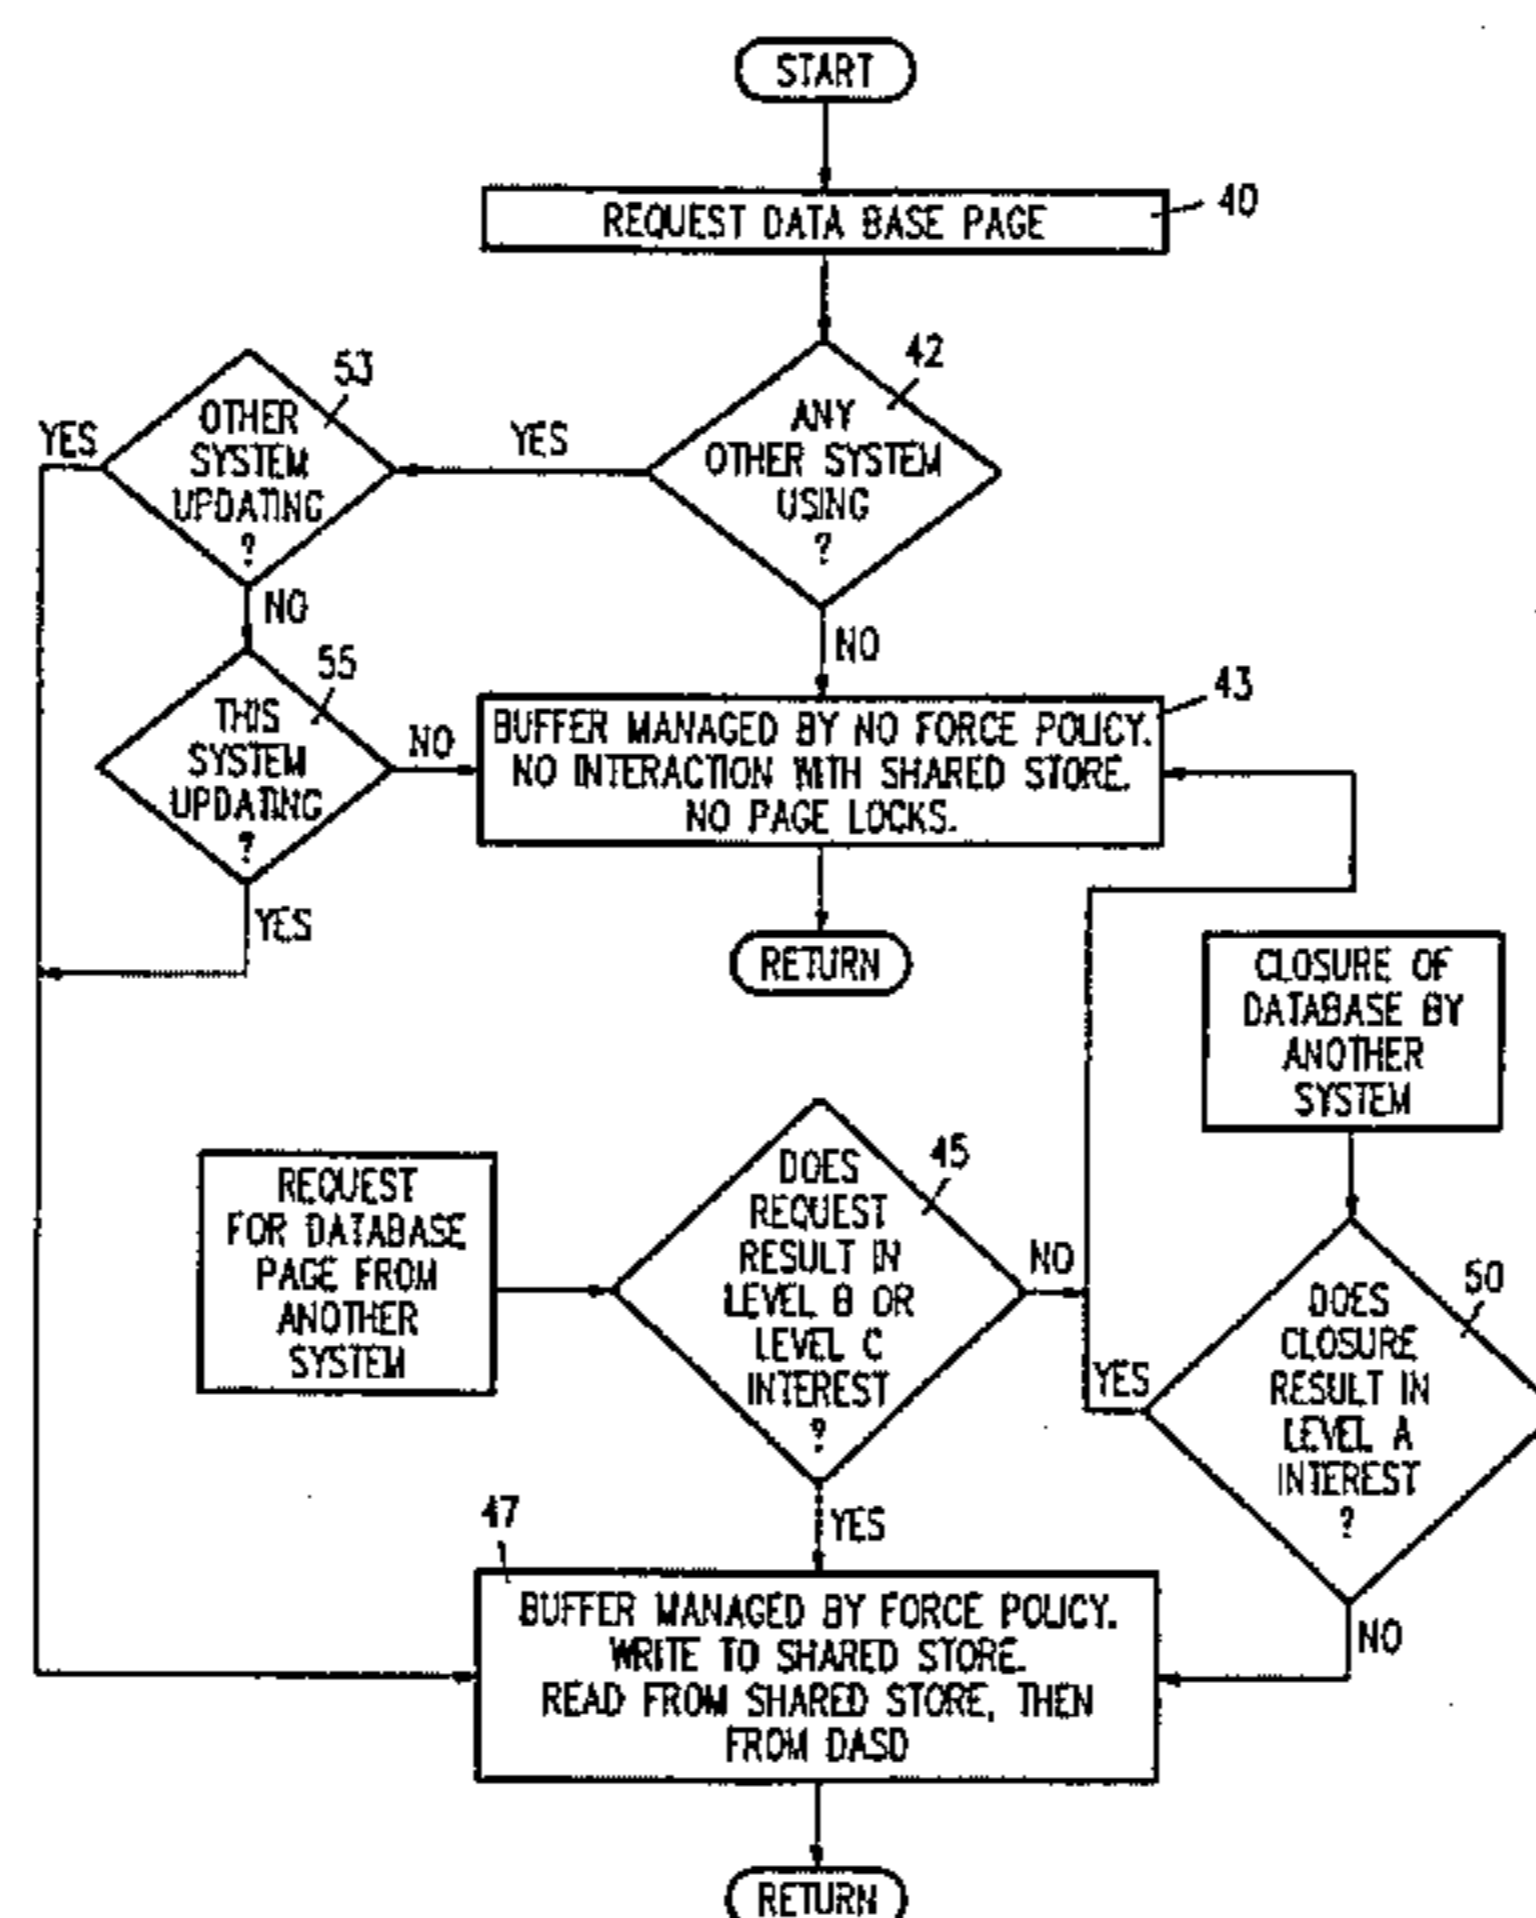 START
REQUEST DATA BASE PAGE
40
42
ANY
OTHER SYSTEM
USING
?
YES
NO
53
OTHER
SYSTEM
UPDATING
?
YES
NO
55
THIS
SYSTEM
UPDATING
?
NO
YES
43
BUFFER MANAGED BY NO FORCE POLICY.
NO INTERACTION WITH SHARED STORE.
NO PAGE LOCKS.
RETURN
CLOSURE OF
DATABASE BY
ANOTHER
SYSTEM
REQUEST
FOR DATABASE
PAGE FROM
ANOTHER
SYSTEM
45
DOES
REQUEST
RESULT IN
LEVEL B OR
LEVEL C
INTEREST
?
NO
YES
50
DOES
CLOSURE
RESULT IN
LEVEL A
INTEREST
?
YES
NO
47
BUFFER MANAGED BY FORCE POLICY.
WRITE TO SHARED STORE.
READ FROM SHARED STORE, THEN
FROM DASD
RETURN